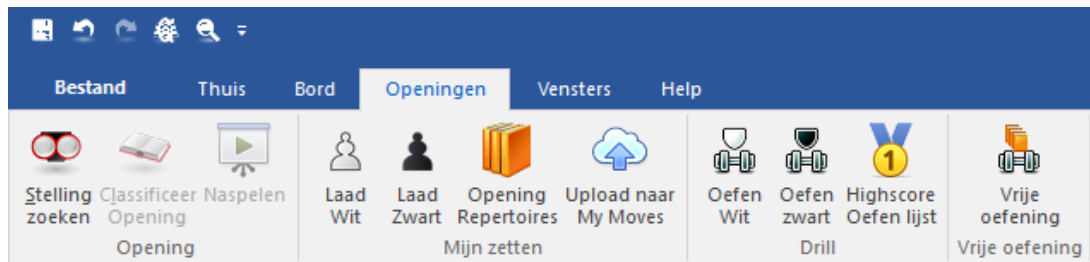 Bestand Thuis Bord Openingen Vensters Help
Stelling Classificeer Naspelen Laad Laad Opening Upload naar Oefen Oefen Highscore Vrije
zoeken Opening Wit Zwart Repertoires My Moves Wit zwart Oefen lijst oefening
Opening Mijn zetten Drill Vrije oefening